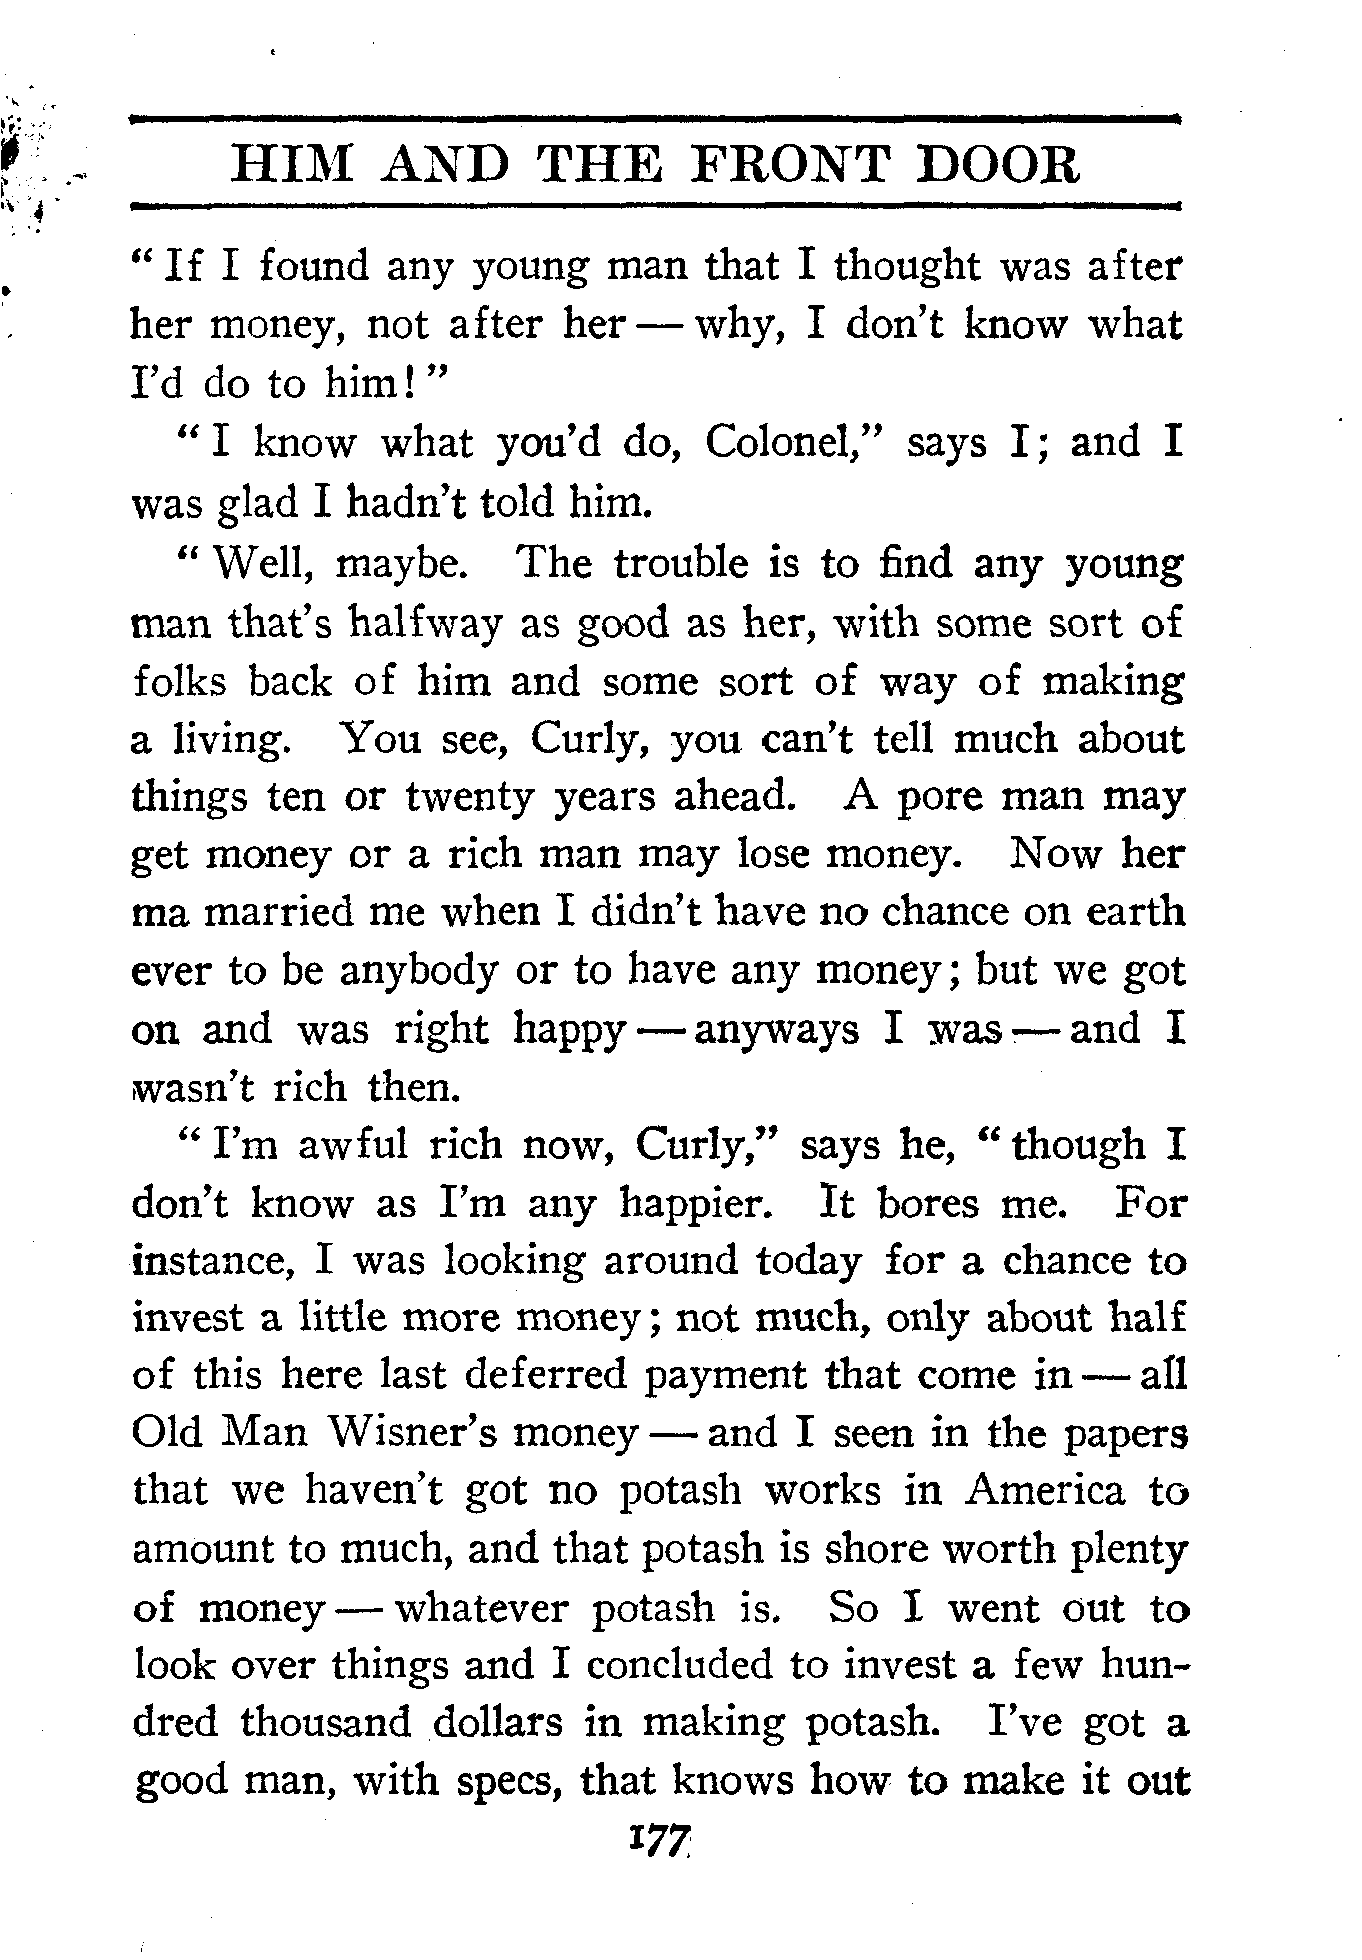 HIM AND THE FRONT DOOR
“ If I found any young man that I thought was after
her money, not after her — why, I don’t know what
I’d do to him! ”
“ I know what you’d do, Colonel,” says I; and I
was glad I hadn’t told him.
“ Well, maybe. The trouble is to find any young
man that’s halfway as good as her, with some sort of
folks back of him and some sort of way of making
a living. You see, Curly, you can’t tell much about
things ten or twenty years ahead. A pore man may
get money or a rich man may lose money. Now her
ma married me when I didn’t have no chance on earth
ever to be anybody or to have any money; but we got
on and was right happy — anyways I was — and I
wasn’t rich then.
“ I’m awful rich now, Curly,” says he, “ though I
don’t know as I’m any happier. It bores me. For
instance, I was looking around today for a chance to
invest a little more money; not much, only about half
of this here last deferred payment that come in — all
Old Man Wisner’s money — and I seen in the papers
that we haven’t got no potash works in America to
amount to much, and that potash is shore worth plenty
of money — whatever potash is. So I went out to
look over things and I concluded to invest a few hun-
dred thousand dollars in making potash. I’ve got a
good man, with specs, that knows how to make it out
177